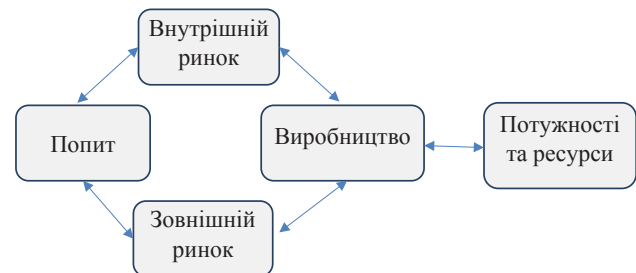 Внутрішній
ринок
Попит
Виробництво
Потужності
та ресурси
Зовнішній
ринок